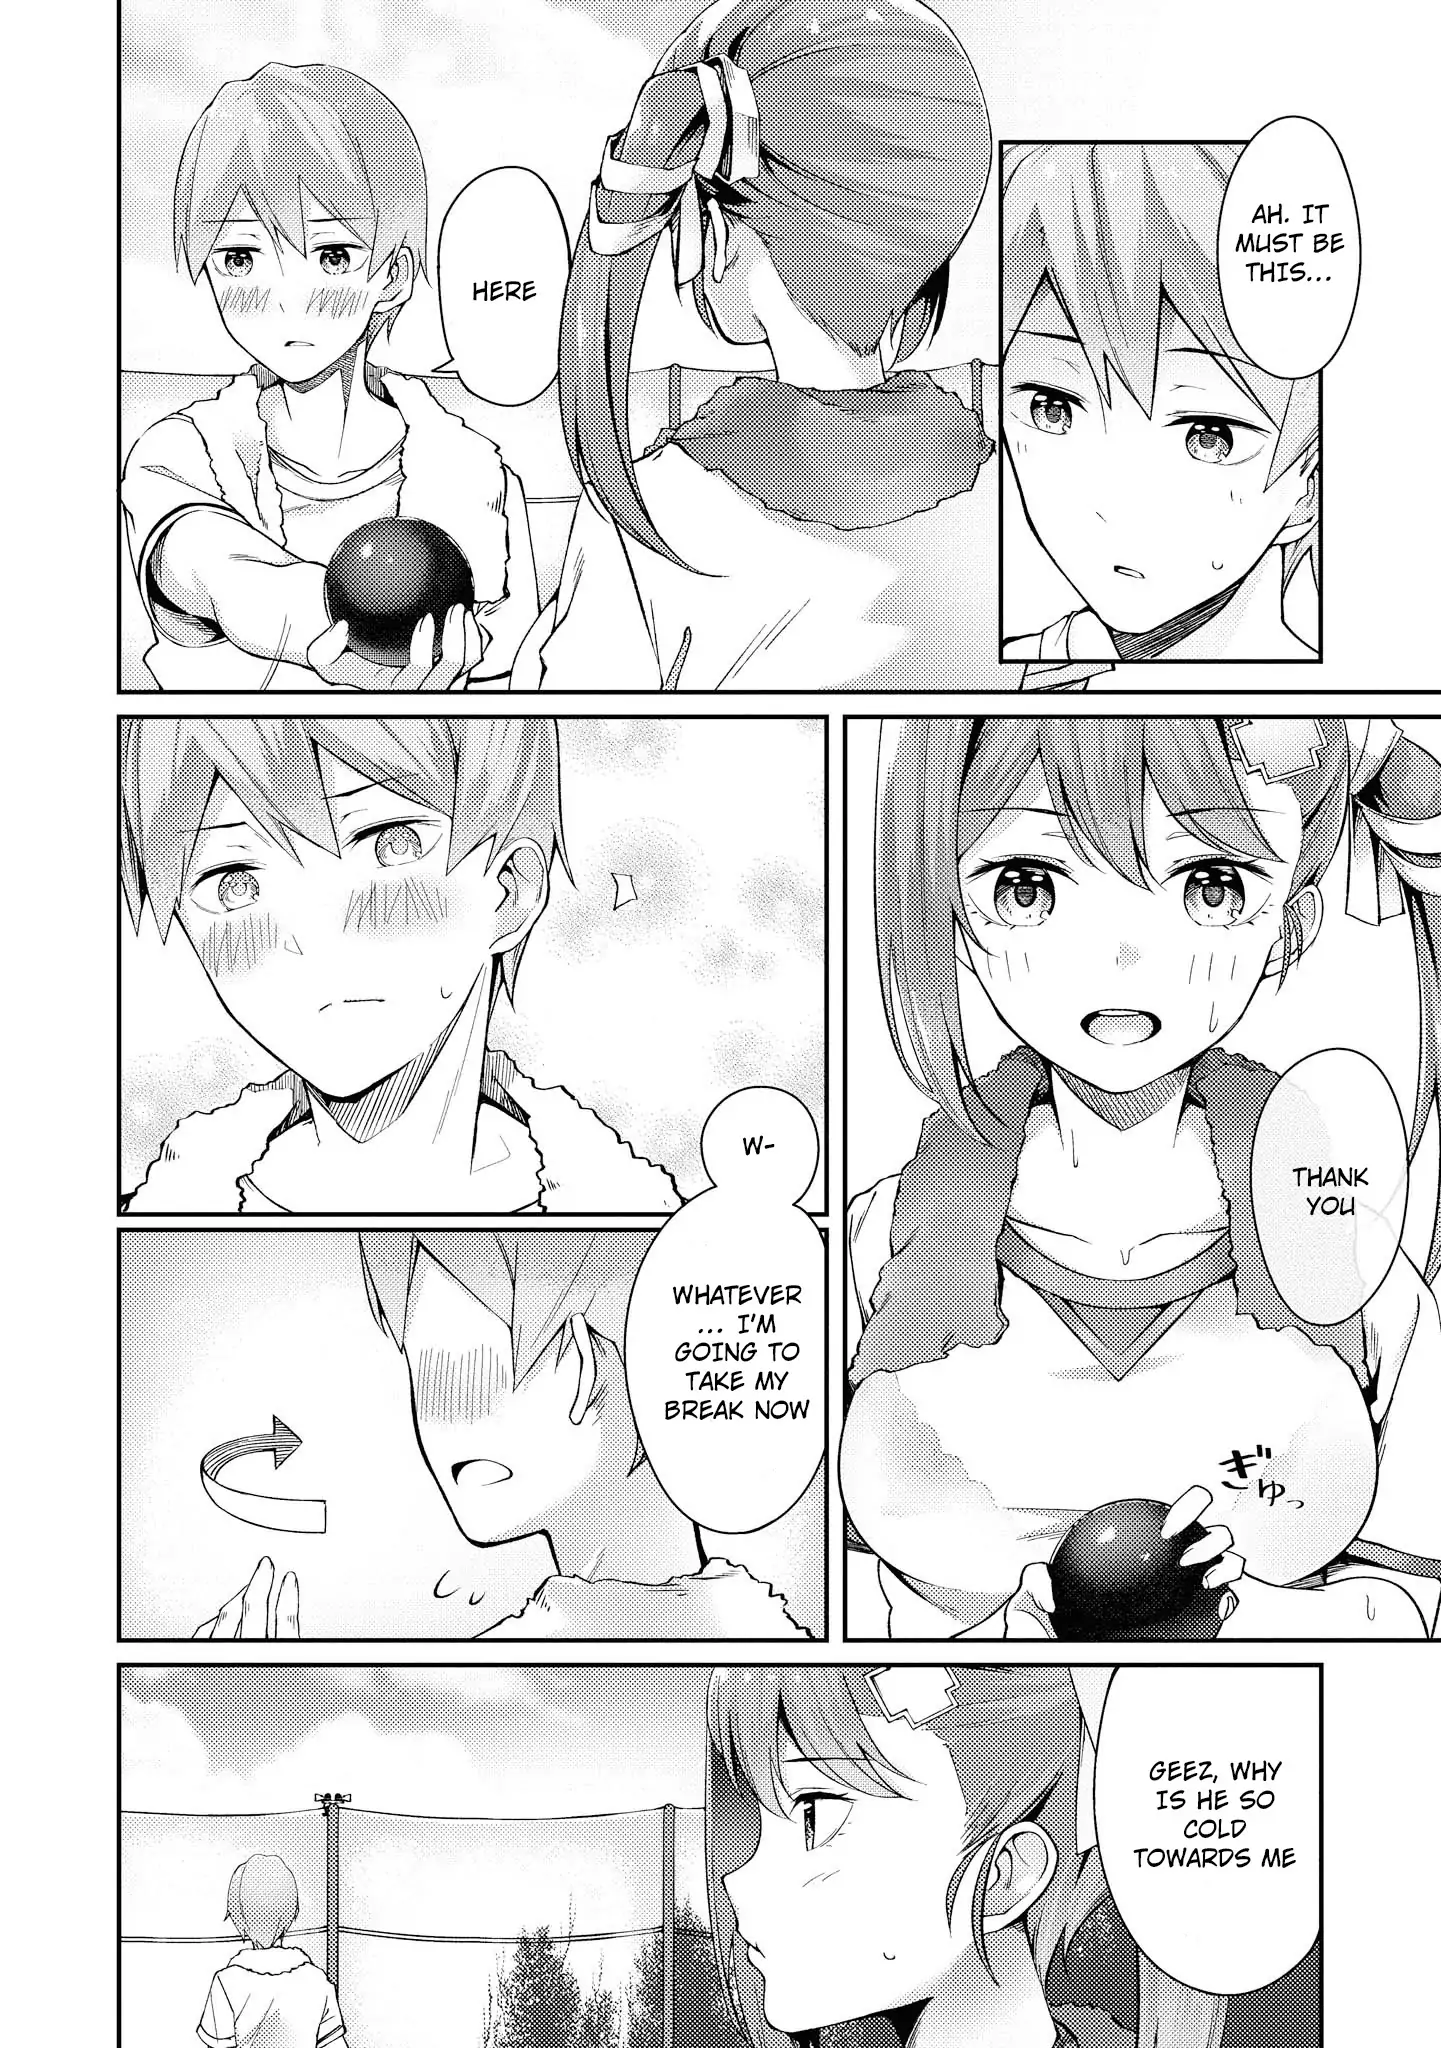 AH. IT
MUST BE
THIS...
HERE
THANK
YOU
ぎゅっ
W-
WHATEVER
... I'M
GOING TO
TAKE MY
BREAK NOW
GEEZ, WHY
IS HE SO
COLD
TOWARDS ME